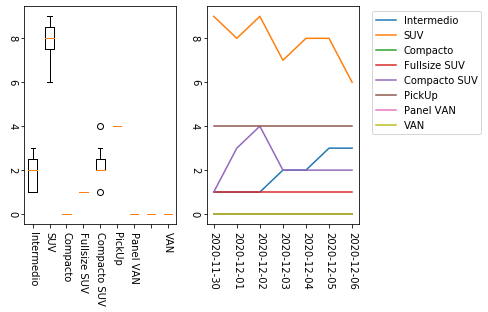 8
6
4
2
0
Intermedio
SUV
Compacto
Fullsize SUV
Compacto SUV
PickUp
Panel VAN
VAN
8
6
4
2
0
2020-11-30
2020-12-01
2020-12-02
2020-12-03
2020-12-04
2020-12-05
2020-12-06
Intermedio
SUV
Compacto
Fullsize SUV
Compacto SUV
PickUp
Panel VAN
VAN